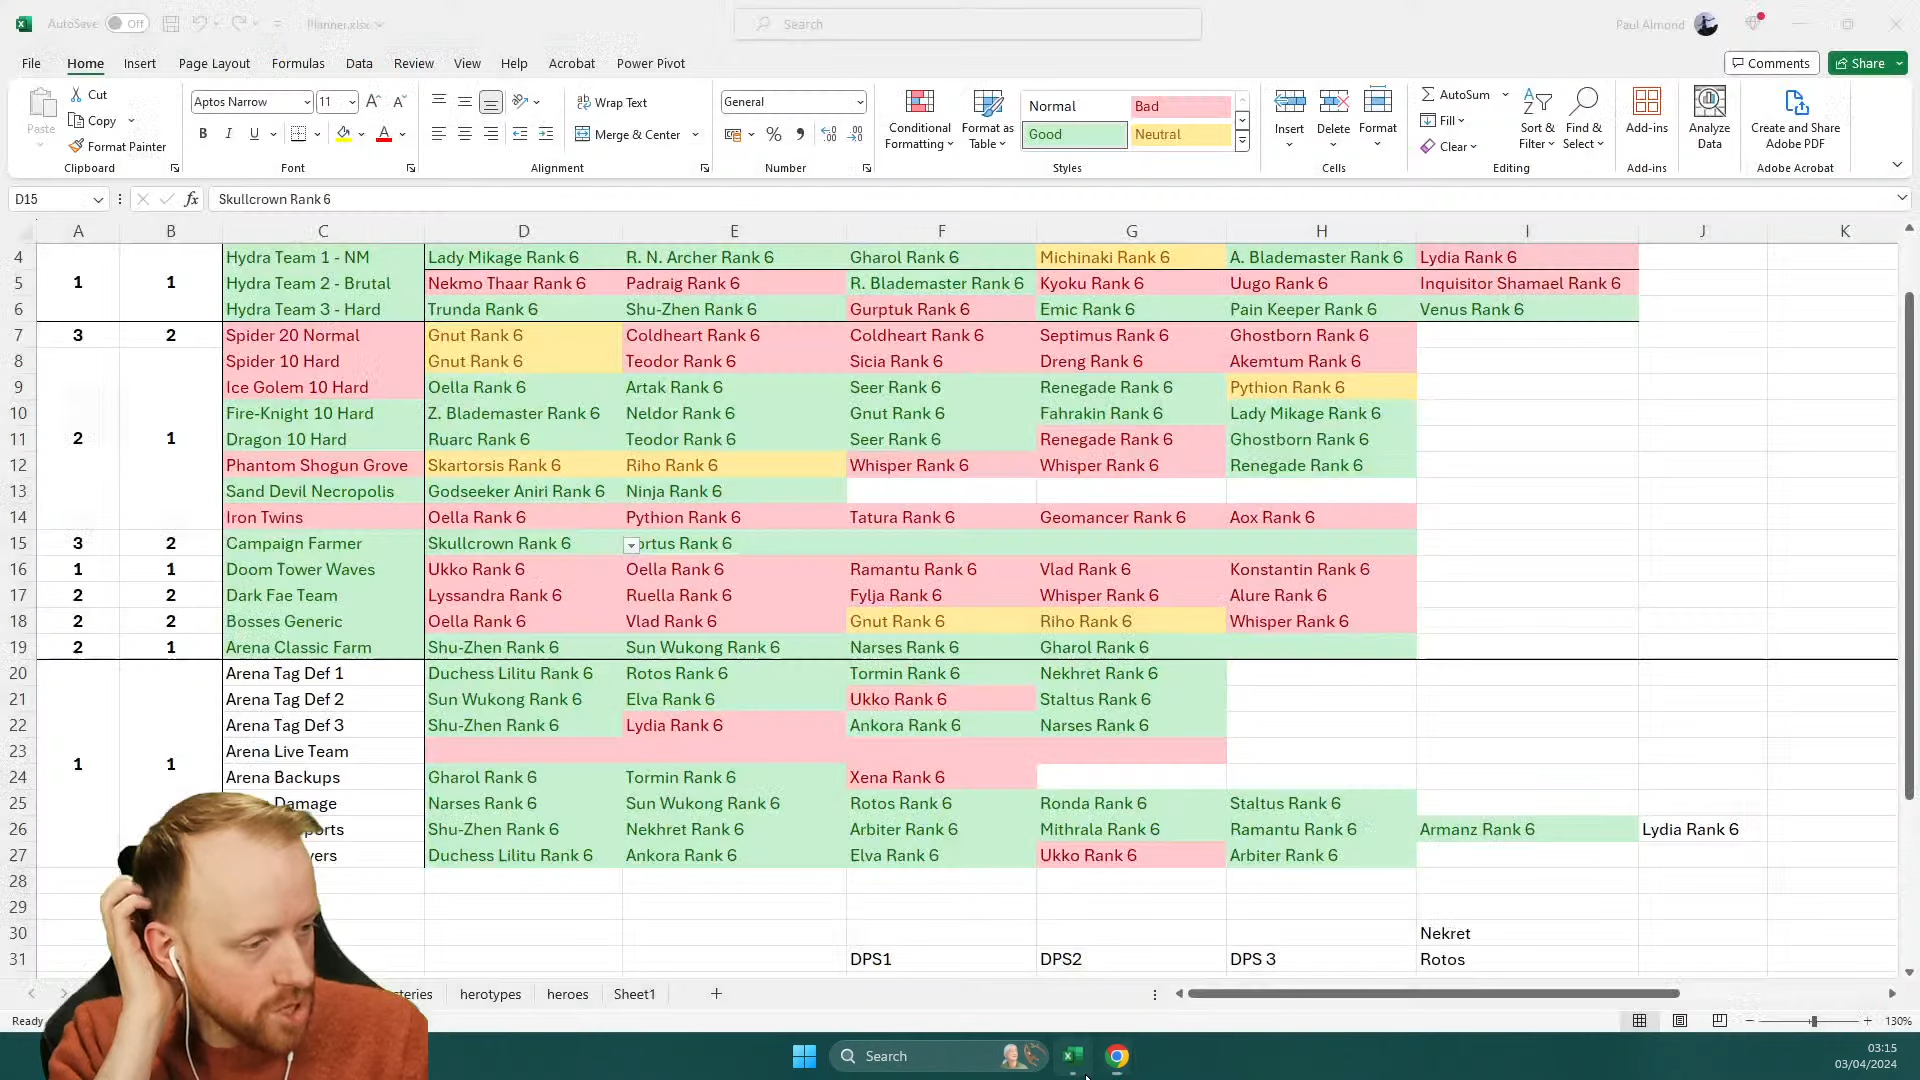 AutoSave Off Planner.xlsx Search Paul Almond
File Home Insert Page Layout Formulas Data Review View Help Acrobat Power Pivot Comments Share
Paste Cut Copy Format Painter Clipboard
Aptos Narrow 11 B I U A Font
Wrap Text Merge & Center Alignment
General % Number
Conditional Formatting Format as Table Normal Bad Good Neutral Styles
Insert Delete Format Cells
AutoSum Fill Clear Sort & Filter Find & Select Editing
Add-ins Add-ins
Analyze Data
Create and Share Adobe PDF Adobe Acrobat
D15 fx Skullcrown Rank 6
A B C D E F G H I J K
4 Hydra Team 1 - NM Lady Mikage Rank 6 R. N. Archer Rank 6 Gharol Rank 6 Michinaki Rank 6 A. Blademaster Rank 6 Lydia Rank 6
5 1 1 Hydra Team 2 - Brutal Nekmo Thaar Rank 6 Padraig Rank 6 R. Blademaster Rank 6 Kyoku Rank 6 Uugo Rank 6 Inquisitor Shamael Rank 6
6 Hydra Team 3 - Hard Trunda Rank 6 Shu-Zhen Rank 6 Gurptuk Rank 6 Emic Rank 6 Pain Keeper Rank 6 Venus Rank 6
7 3 2 Spider 20 Normal Gnut Rank 6 Coldheart Rank 6 Coldheart Rank 6 Septimus Rank 6 Ghostborn Rank 6
8 Spider 10 Hard Gnut Rank 6 Teodor Rank 6 Sicia Rank 6 Dreng Rank 6 Akemtum Rank 6
9 Ice Golem 10 Hard Oella Rank 6 Artak Rank 6 Seer Rank 6 Renegade Rank 6 Pythion Rank 6
10 Fire-Knight 10 Hard Z. Blademaster Rank 6 Neldor Rank 6 Gnut Rank 6 Fahrakin Rank 6 Lady Mikage Rank 6
11 2 1 Dragon 10 Hard Ruarc Rank 6 Teodor Rank 6 Seer Rank 6 Renegade Rank 6 Ghostborn Rank 6
12 Phantom Shogun Grove Skartorsis Rank 6 Riho Rank 6 Whisper Rank 6 Whisper Rank 6 Renegade Rank 6
13 Sand Devil Necropolis Godseeker Aniri Rank 6 Ninja Rank 6
14 Iron Twins Oella Rank 6 Pythion Rank 6 Tatura Rank 6 Geomancer Rank 6 Aox Rank 6
15 3 2 Campaign Farmer Skullcrown Rank 6 ortus Rank 6
16 1 1 Doom Tower Waves Ukko Rank 6 Oella Rank 6 Ramantu Rank 6 Vlad Rank 6 Konstantin Rank 6
17 2 2 Dark Fae Team Lyssandra Rank 6 Ruella Rank 6 Fylja Rank 6 Whisper Rank 6 Alure Rank 6
18 2 2 Bosses Generic Oella Rank 6 Vlad Rank 6 Gnut Rank 6 Riho Rank 6 Whisper Rank 6
19 2 1 Arena Classic Farm Shu-Zhen Rank 6 Sun Wukong Rank 6 Narses Rank 6 Gharol Rank 6
20 Arena Tag Def 1 Duchess Lilitu Rank 6 Rotos Rank 6 Tormin Rank 6 Nekhret Rank 6
21 Arena Tag Def 2 Sun Wukong Rank 6 Elva Rank 6 Ukko Rank 6 Staltus Rank 6
22 Arena Tag Def 3 Shu-Zhen Rank 6 Lydia Rank 6 Ankora Rank 6 Narses Rank 6
23 Arena Live Team
24 1 1 Arena Backups Gharol Rank 6 Tormin Rank 6 Xena Rank 6
25 Damage Narses Rank 6 Sun Wukong Rank 6 Rotos Rank 6 Ronda Rank 6 Staltus Rank 6
26 ports Shu-Zhen Rank 6 Nekhret Rank 6 Arbiter Rank 6 Mithrala Rank 6 Ramantu Rank 6 Armanz Rank 6 Lydia Rank 6
27 vers Duchess Lilitu Rank 6 Ankora Rank 6 Elva Rank 6 Ukko Rank 6 Arbiter Rank 6
28
29
30 Nekret
31 DPS1 DPS2 DPS 3 Rotos
teries herotypes heroes Sheet1 +
Ready 130%
Search
03:15
03/04/2024